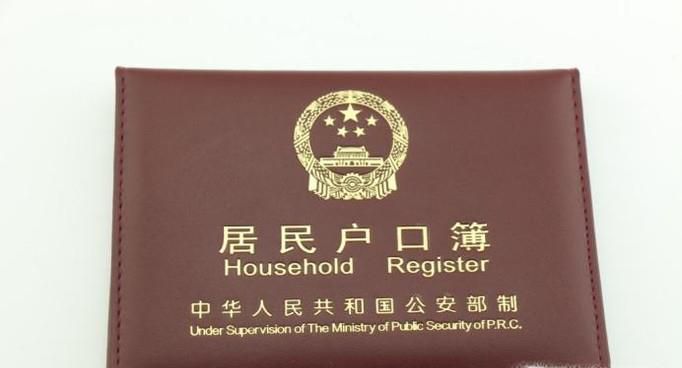 居民户口簿
Household Register
中华人民共和国公安部制
Under Supervision of The Ministry of Public Security of P.R.C.